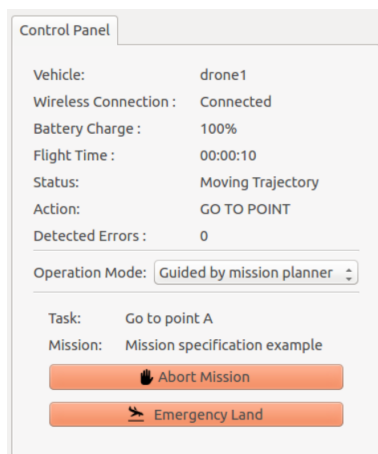 Control Panel
Vehicle: drone1
Wireless Connection : Connected
Battery Charge : 100%
Flight Time : 00:00:10
Status: Moving Trajectory
Action: GO TO POINT
Detected Errors : 0
Operation Mode: Guided by mission planner
Task: Go to point A
Mission: Mission specification example
Abort Mission
Emergency Land